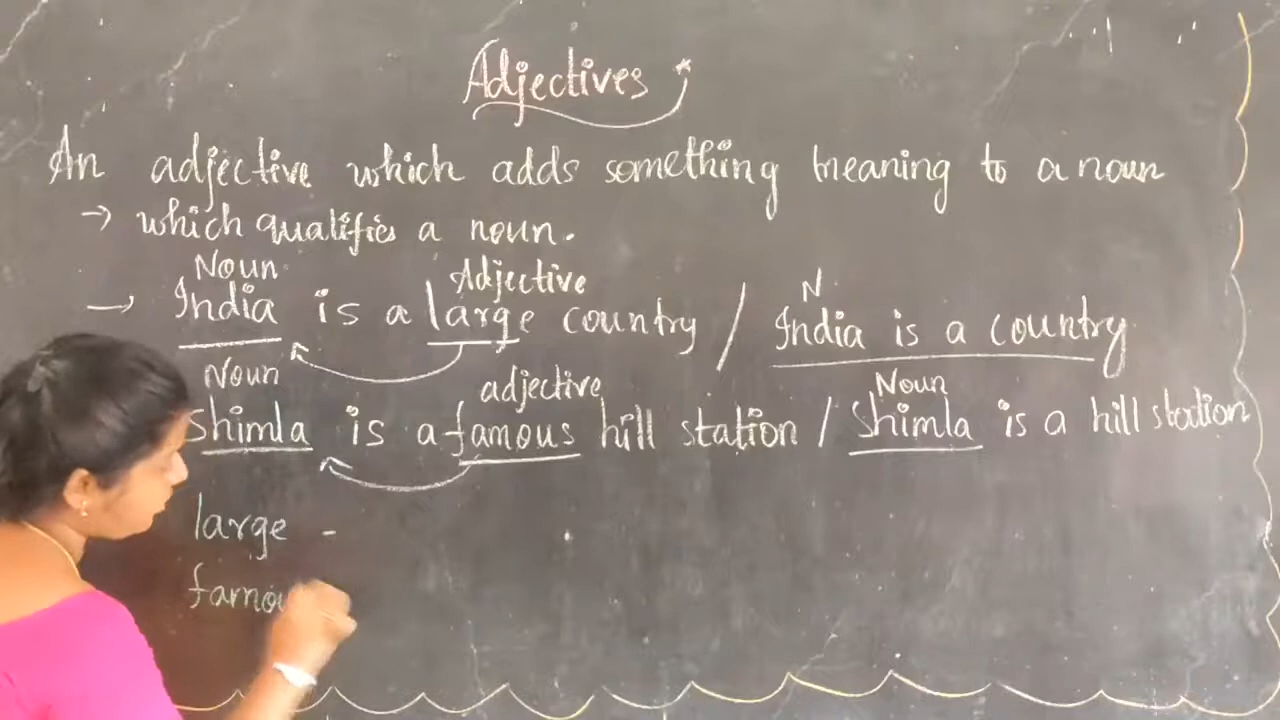 Adjectives
An adjective which adds something meaning to a noun
→ which qualifies a noun.
Noun Adjective N
→ India is a large country / India is a country
Noun adjective Noun
Shimla is a famous hill station / Shimla is a hill station
large -
famou